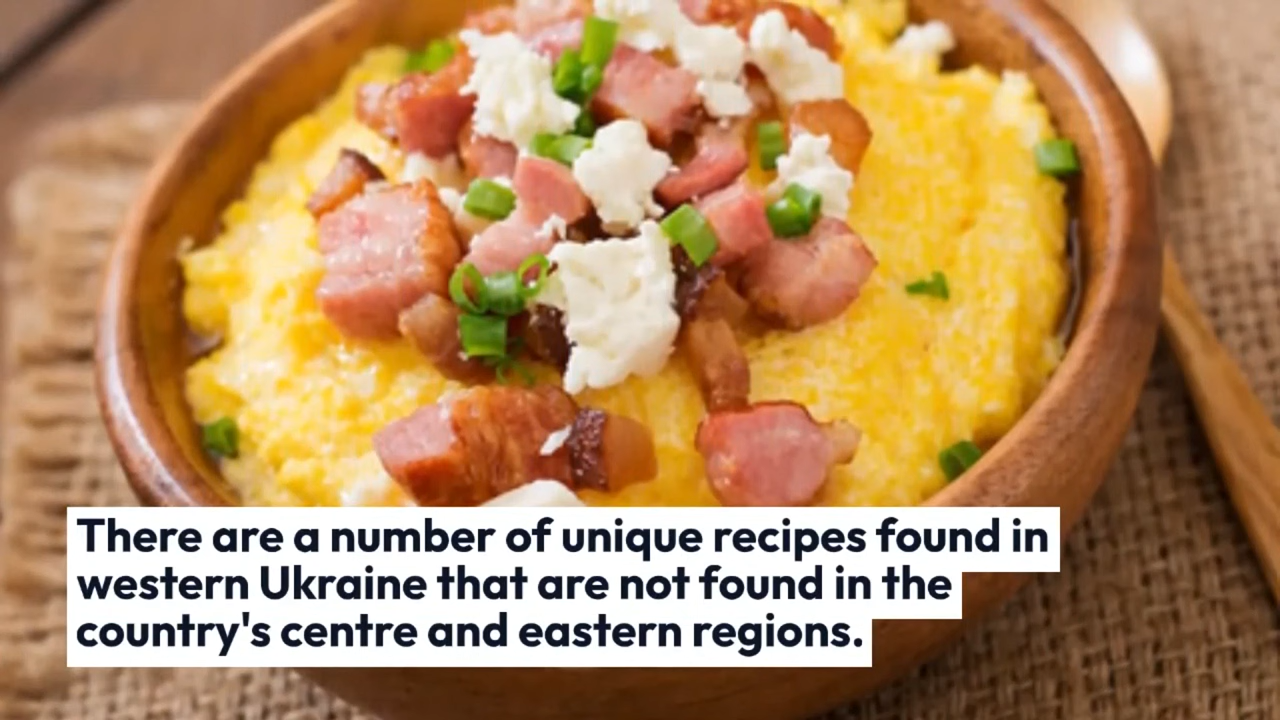 There are a number of unique recipes found in
western Ukraine that are not found in the
country's centre and eastern regions.